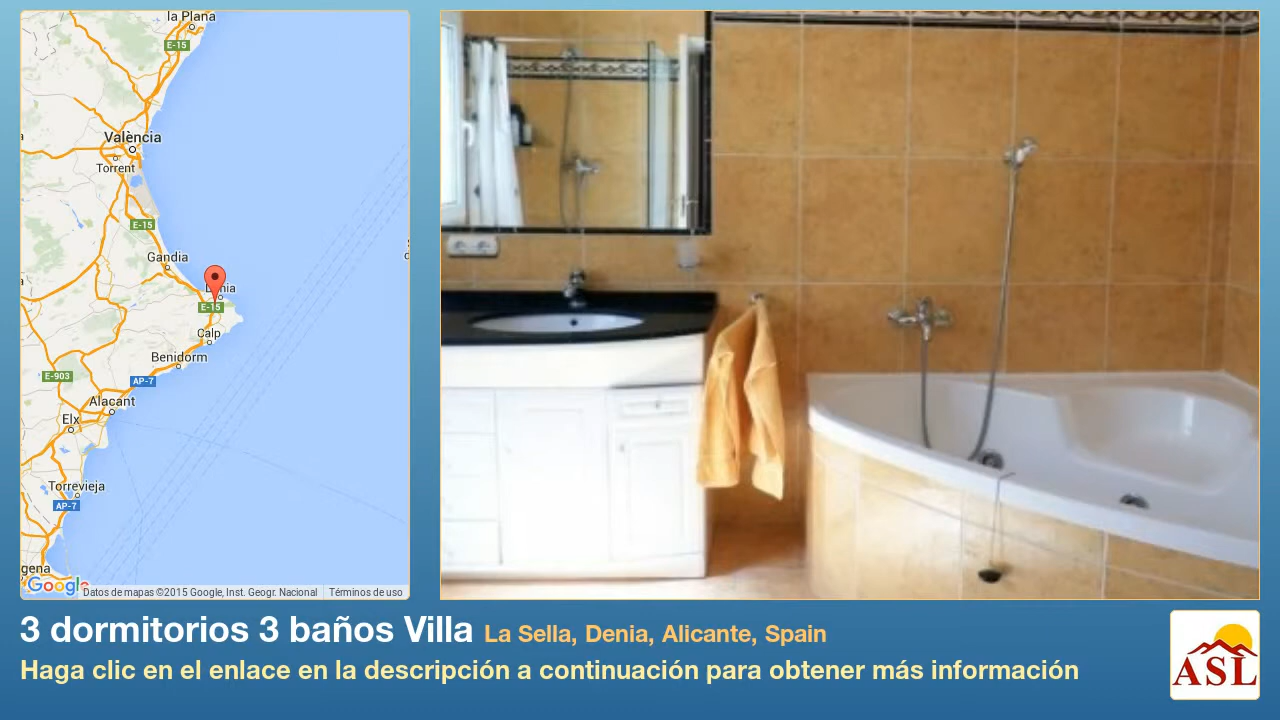 la Plana
E-15
València
Torrent
E-15
Gandia
E-15
Calp
Benidorm
E-903
AP-7
Alacant
Elx
Torrevieja
AP-7
gena
Google
Datos de mapas ©2015 Google, Inst. Geogr. Nacional
Términos de uso
3 dormitorios 3 baños Villa La Sella, Denia, Alicante, Spain
Haga clic en el enlace en la descripción a continuación para obtener más información
ASL